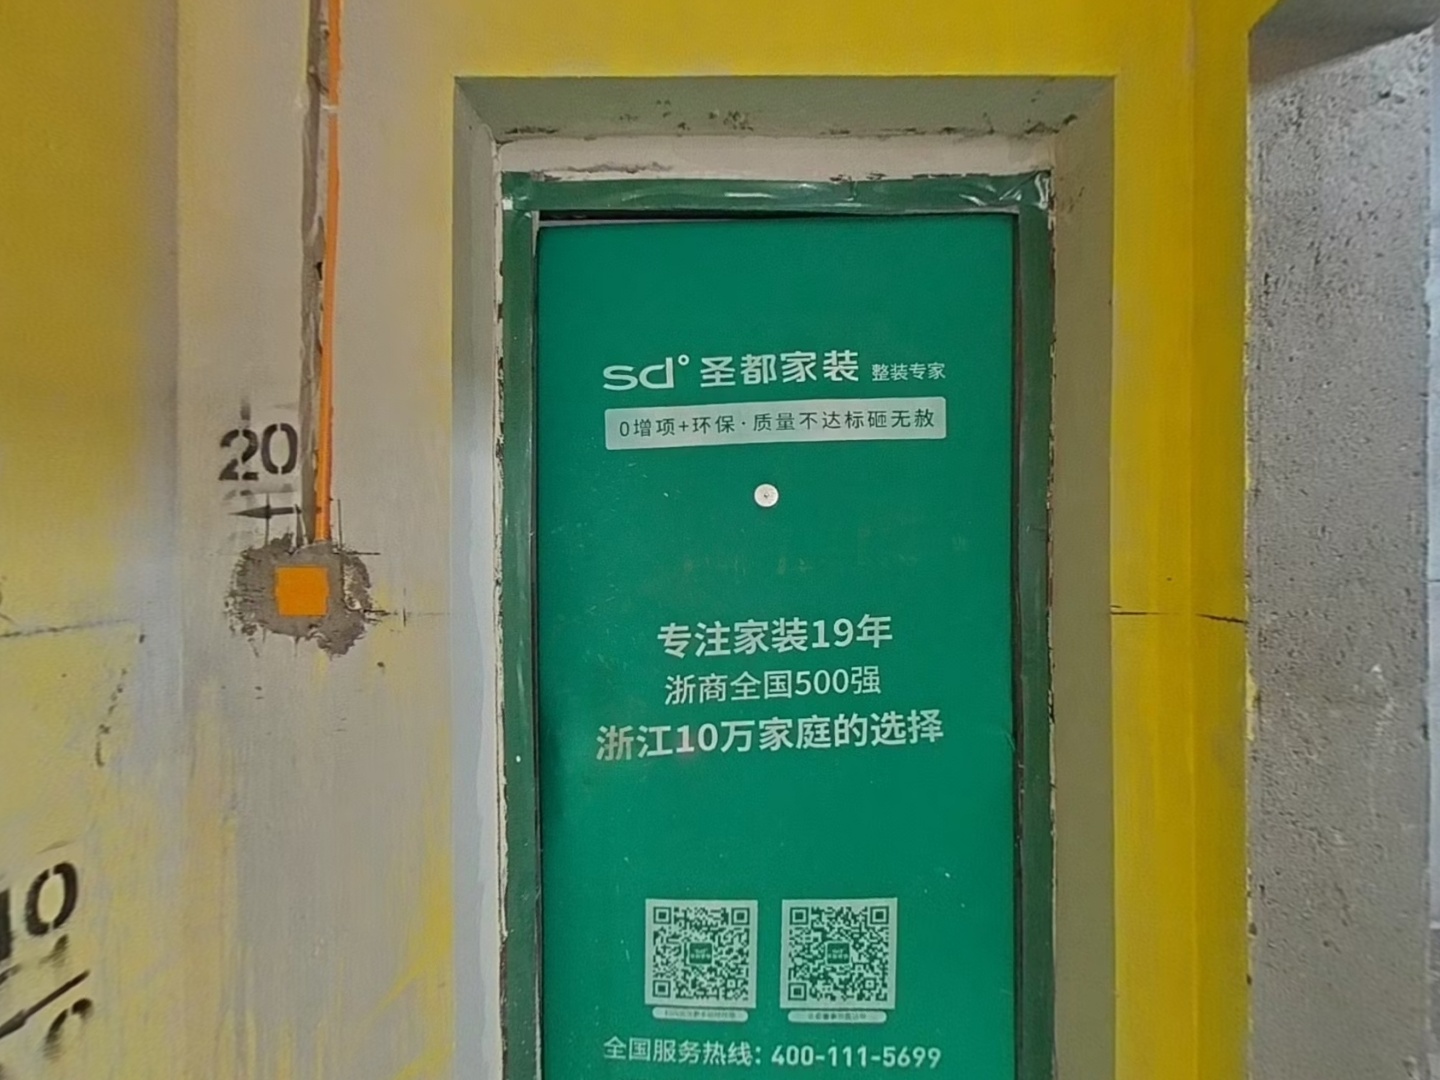 sd° 圣都家装 整装专家
0增项+环保·质量不达标砸无赦
20
专注家装19年
浙商全国500强
浙江10万家庭的选择
10
全国服务热线：400-111-5699